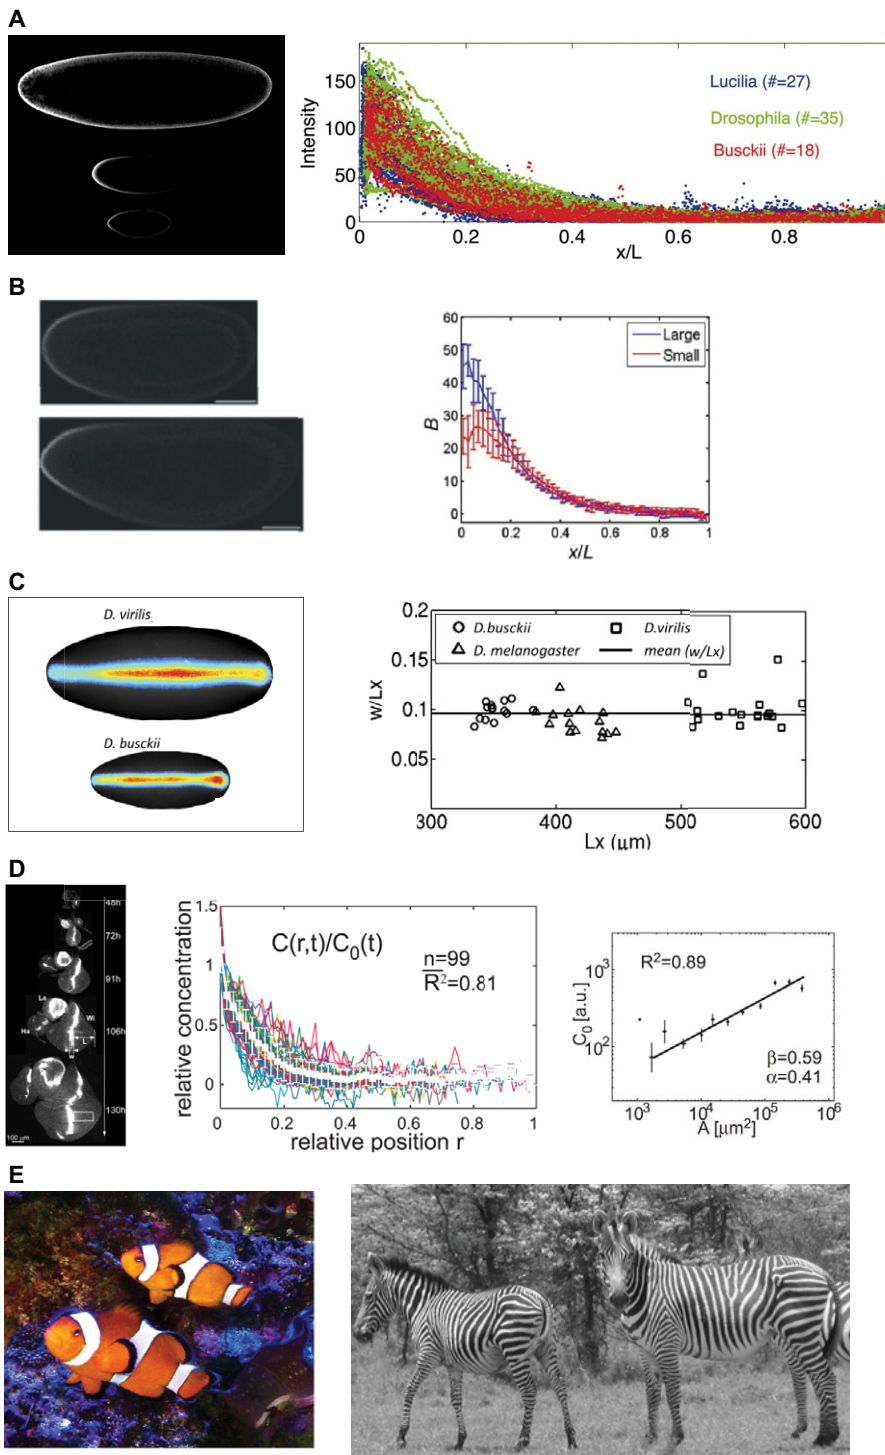 A
150
100
50
0
Intensity
Lucilia (#=27)
Drosophila (#=35)
Busckii (#=18)
0
0.2
0.4
0.6
0.8
x/L
B
60
50
40
30
20
10
0
B
Large
Small
0
0.2
0.4
0.6
0.8
1
x/L
C
D. virilis
D. busckii
0.2
0.15
0.1
0.05
w/Lx
D.busckii
D.virilis
D. melanogaster
mean (w/Lx)
300
400
500
600
Lx (μm)
D
48h
72h
91h
106h
130h
La
Ha
Wi
L
100 μm
1.5
1
0.5
0
relative concentration
C(r,t)/C₀(t)
n=99
R̅²=0.81
0
0.2
0.4
0.6
0.8
1
relative position r
R²=0.89
10³
10²
C₀ [a.u.]
β=0.59
α=0.41
10³
10⁴
10⁵
10⁶
A [μm²]
E